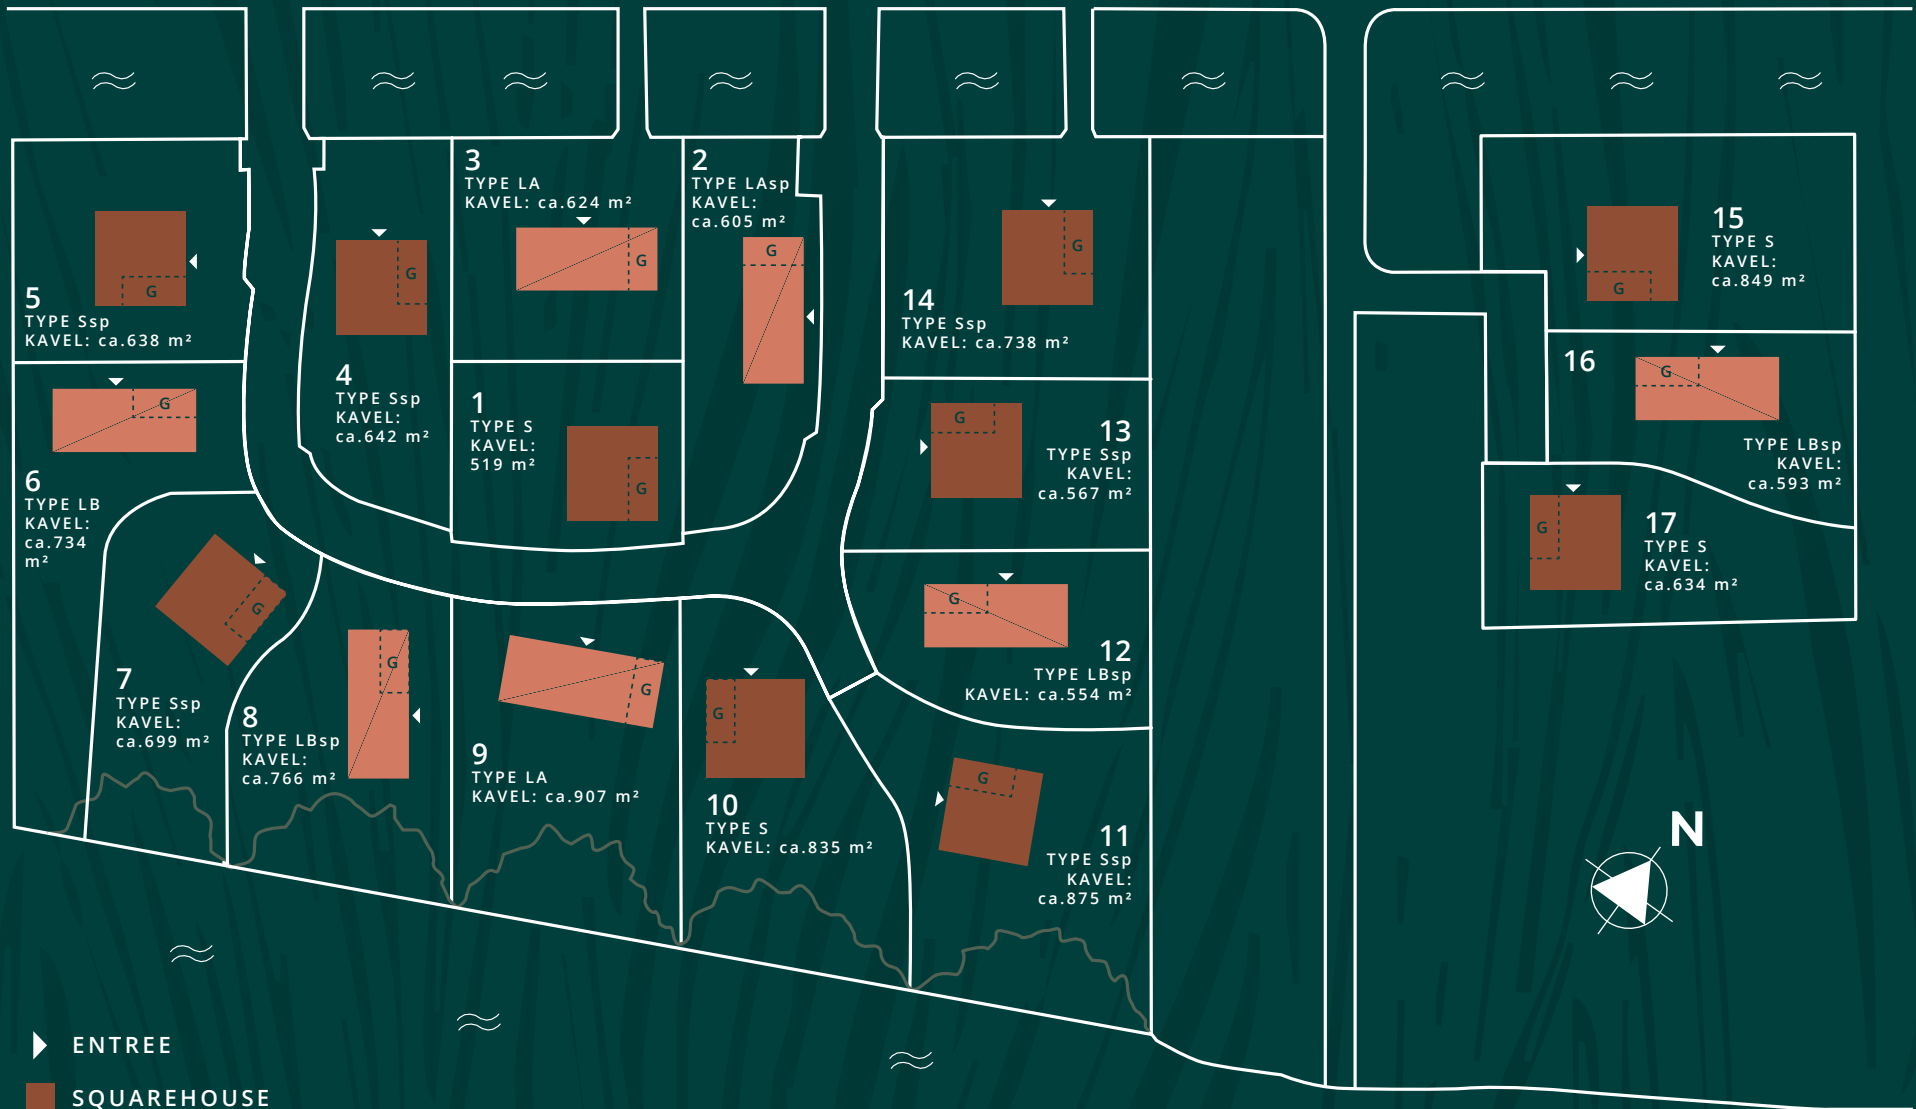 3
TYPE LA
KAVEL: ca.624 m²
G
2
TYPE LAsp
KAVEL:
ca.605 m²
G
5
TYPE Ssp
KAVEL: ca.638 m²
G
4
TYPE Ssp
KAVEL:
ca.642 m²
G
14
TYPE Ssp
KAVEL: ca.738 m²
G
15
TYPE S
KAVEL:
ca.849 m²
G
16
TYPE LBsp
KAVEL:
ca.593 m²
G
6
TYPE LB
KAVEL:
ca.734
m²
G
1
TYPE S
KAVEL:
519 m²
G
13
TYPE Ssp
KAVEL:
ca.567 m²
G
17
TYPE S
KAVEL:
ca.634 m²
G
12
TYPE LBsp
KAVEL: ca.554 m²
G
7
TYPE Ssp
KAVEL:
ca.699 m²
G
8
TYPE LBsp
KAVEL:
ca.766 m²
G
9
TYPE LA
KAVEL: ca.907 m²
G
10
TYPE S
KAVEL: ca.835 m²
G
11
TYPE Ssp
KAVEL:
ca.875 m²
G
N
ENTREE
SQUAREHOUSE